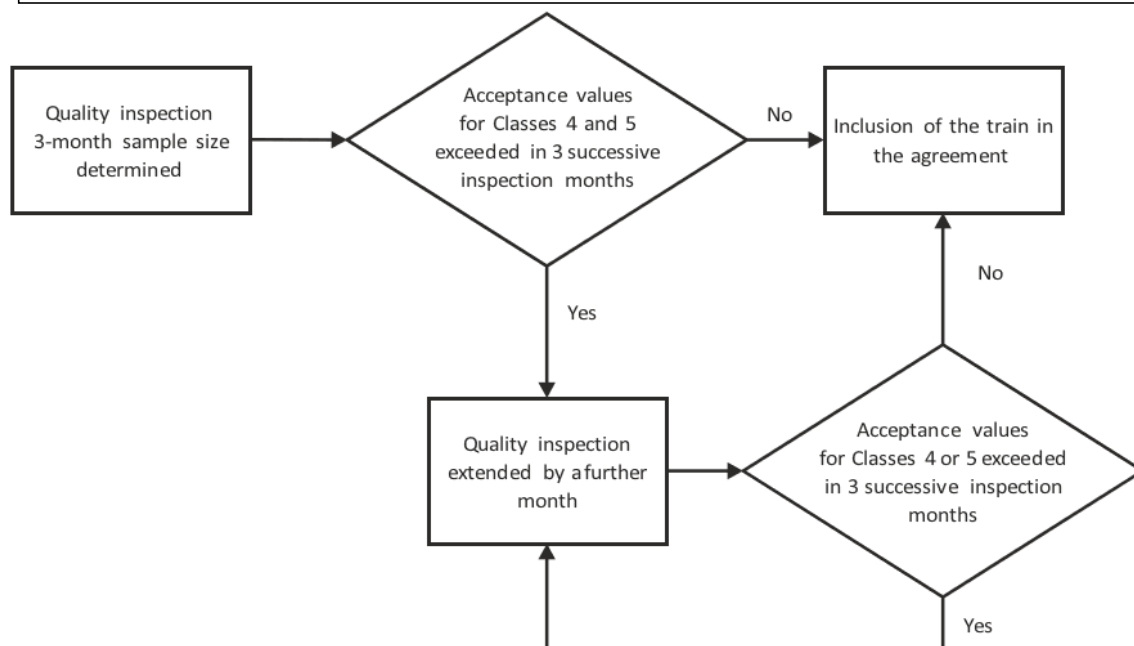 Quality inspection
3-month sample size
determined
Acceptance values
for Classes 4 and 5
exceeded in 3 successive
inspection months
No
Inclusion of the train in
the agreement
No
Yes
Quality inspection
extended by a further
month
Acceptance values
for Classes 4 or 5 exceeded
in 3 successive inspection
months
Yes